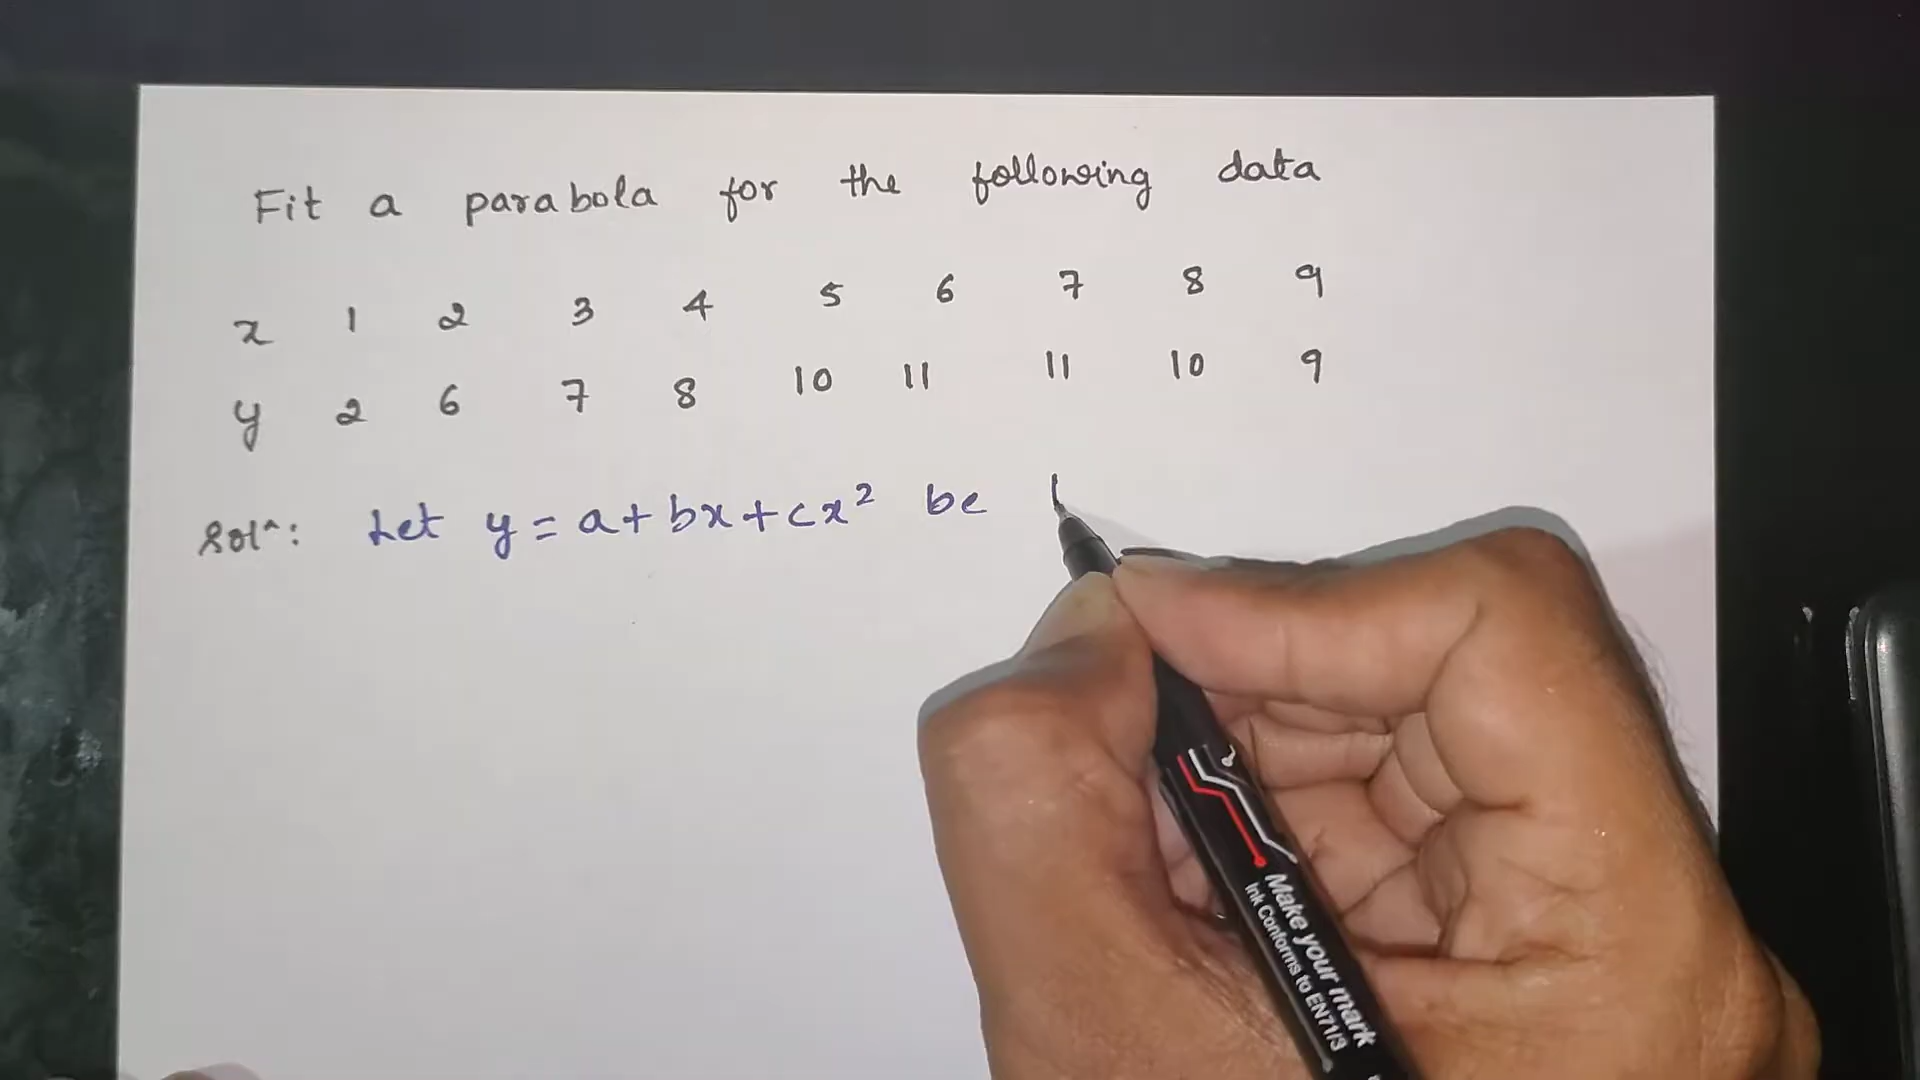 Fit a parabola for the following data
x 1 2 3 4 5 6 7 8 9
y 2 6 7 8 10 11 11 10 9
Solⁿ: Let y = a + bx + cx² be
Make your mark
Ink Conforms to EN71/3